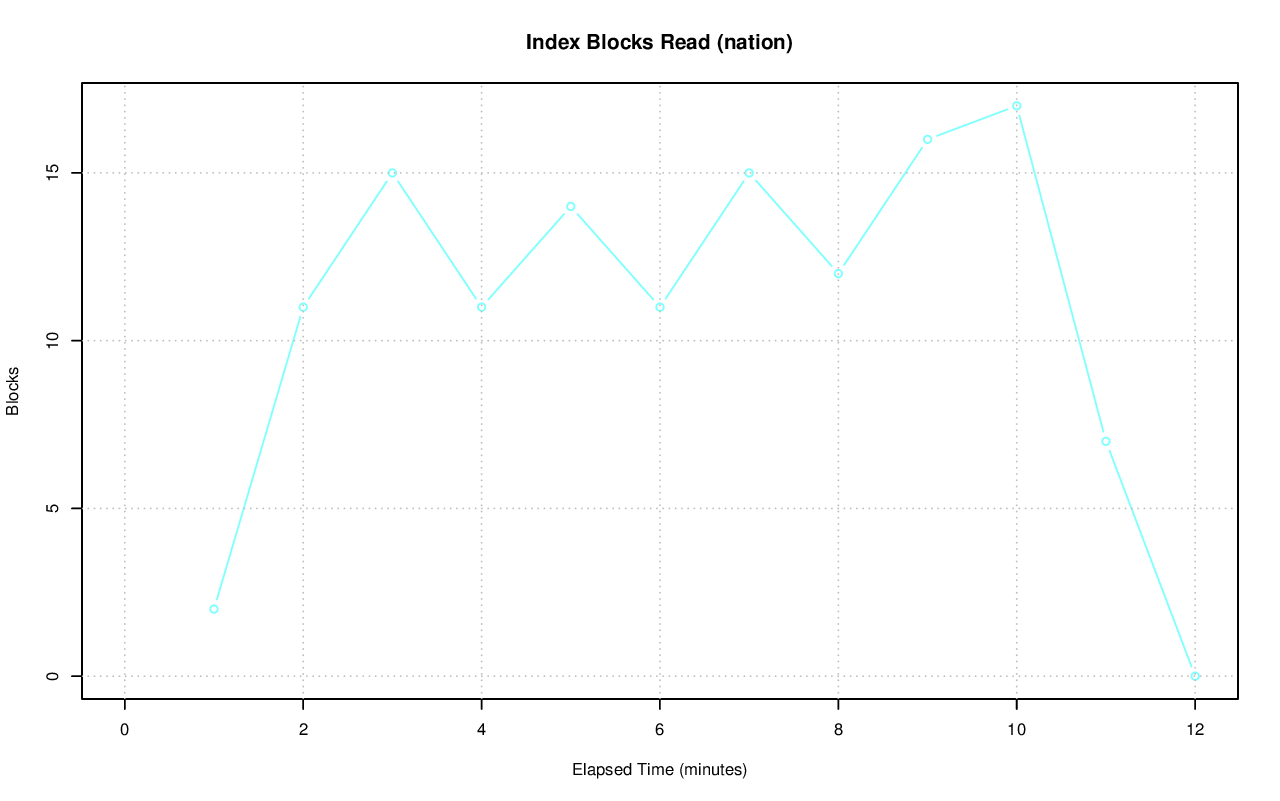 Index Blocks Read (nation)
15
10
5
0
Blocks
0 2 4 6 8 10 12
Elapsed Time (minutes)